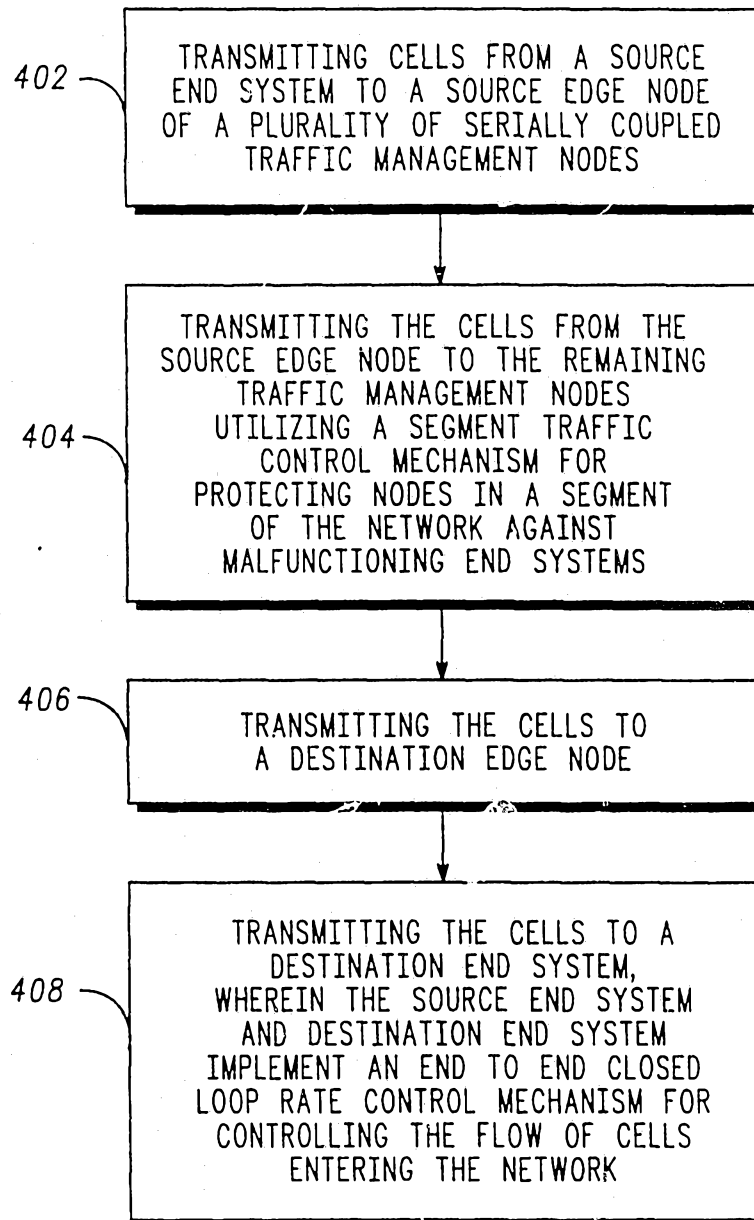 402
TRANSMITTING CELLS FROM A SOURCE
END SYSTEM TO A SOURCE EDGE NODE
OF A PLURALITY OF SERIALLY COUPLED
TRAFFIC MANAGEMENT NODES
404
TRANSMITTING THE CELLS FROM THE
SOURCE EDGE NODE TO THE REMAINING
TRAFFIC MANAGEMENT NODES
UTILIZING A SEGMENT TRAFFIC
CONTROL MECHANISM FOR
PROTECTING NODES IN A SEGMENT
OF THE NETWORK AGAINST
MALFUNCTIONING END SYSTEMS
406
TRANSMITTING THE CELLS TO
A DESTINATION EDGE NODE
408
TRANSMITTING THE CELLS TO A
DESTINATION END SYSTEM,
WHEREIN THE SOURCE END SYSTEM
AND DESTINATION END SYSTEM
IMPLEMENT AN END TO END CLOSED
LOOP RATE CONTROL MECHANISM FOR
CONTROLLING THE FLOW OF CELLS
ENTERING THE NETWORK